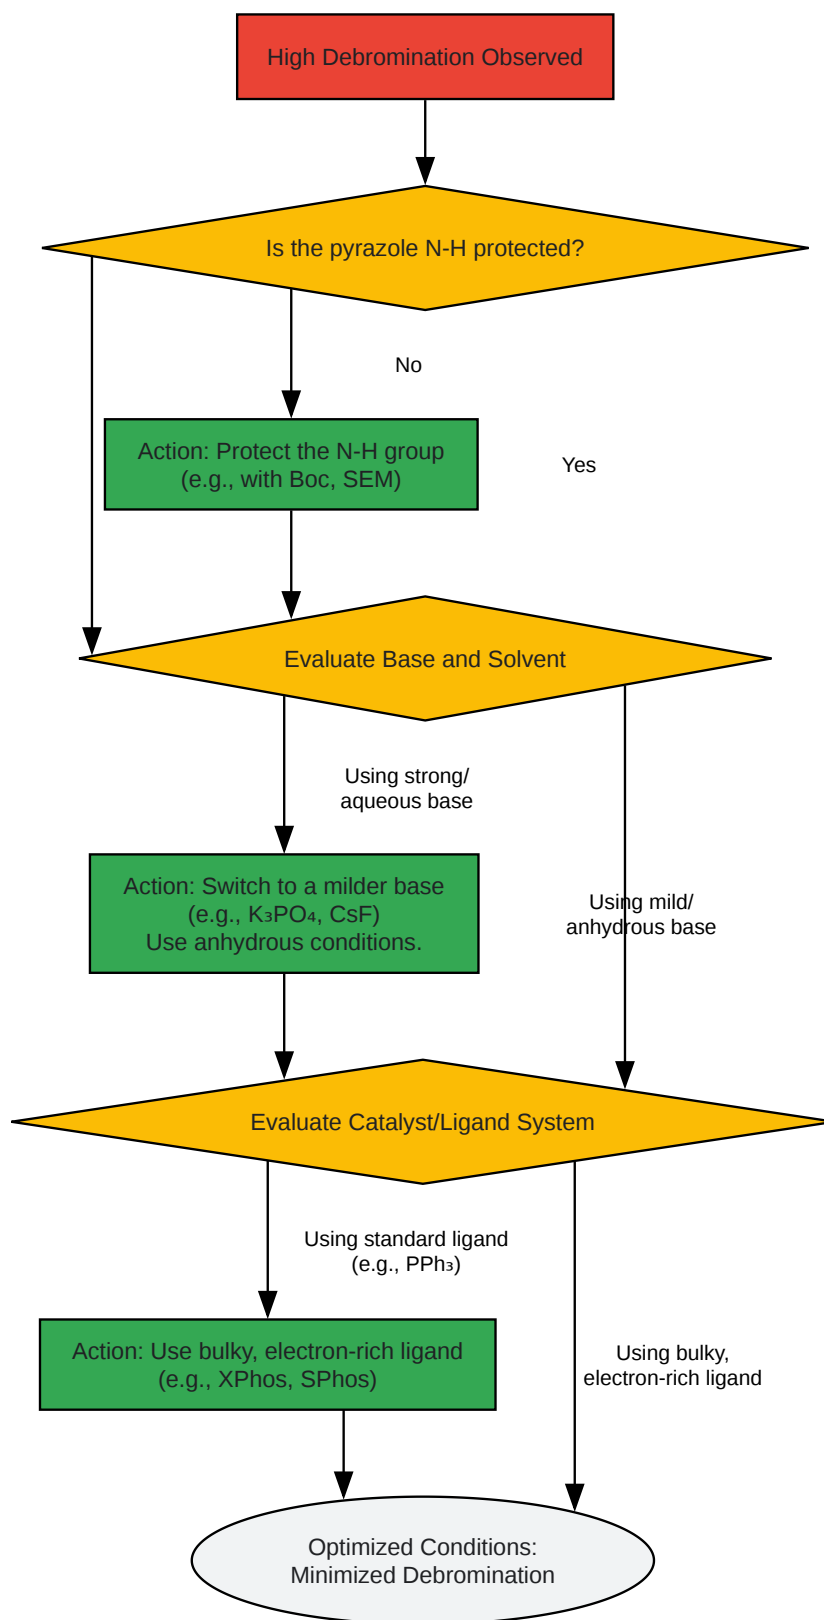 High Debromination Observed
Is the pyrazole N-H protected?
No
Action: Protect the N-H group
(e.g., with Boc, SEM)
Yes
Evaluate Base and Solvent
Using strong/
aqueous base
Action: Switch to a milder base
(e.g., K₃PO₄, CsF)
Use anhydrous conditions.
Using mild/
anhydrous base
Evaluate Catalyst/Ligand System
Using standard ligand
(e.g., PPh₃)
Action: Use bulky, electron-rich ligand
(e.g., XPhos, SPhos)
Using bulky,
electron-rich ligand
Optimized Conditions:
Minimized Debromination